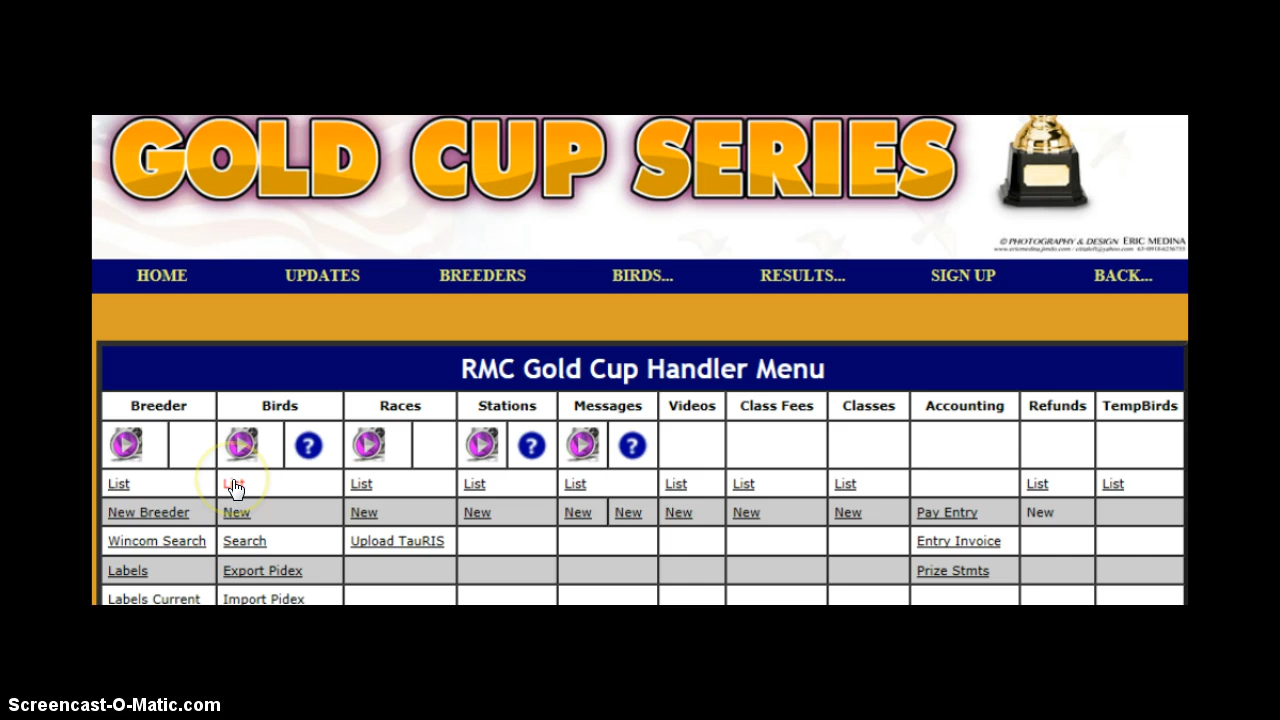 GOLD CUP SERIES
© PHOTOGRAPHY & DESIGN ERIC MEDINA
HOME UPDATES BREEDERS BIRDS... RESULTS... SIGN UP BACK...
RMC Gold Cup Handler Menu
Breeder Birds Races Stations Messages Videos Class Fees Classes Accounting Refunds TempBirds
? ? ?
List List List List List List List List List List
New Breeder New New New New New New New New Pay Entry New
Wincom Search Search Upload TauRIS Entry Invoice
Labels Export Pidex Prize Stmts
Labels Current Import Pidex
Screencast-O-Matic.com